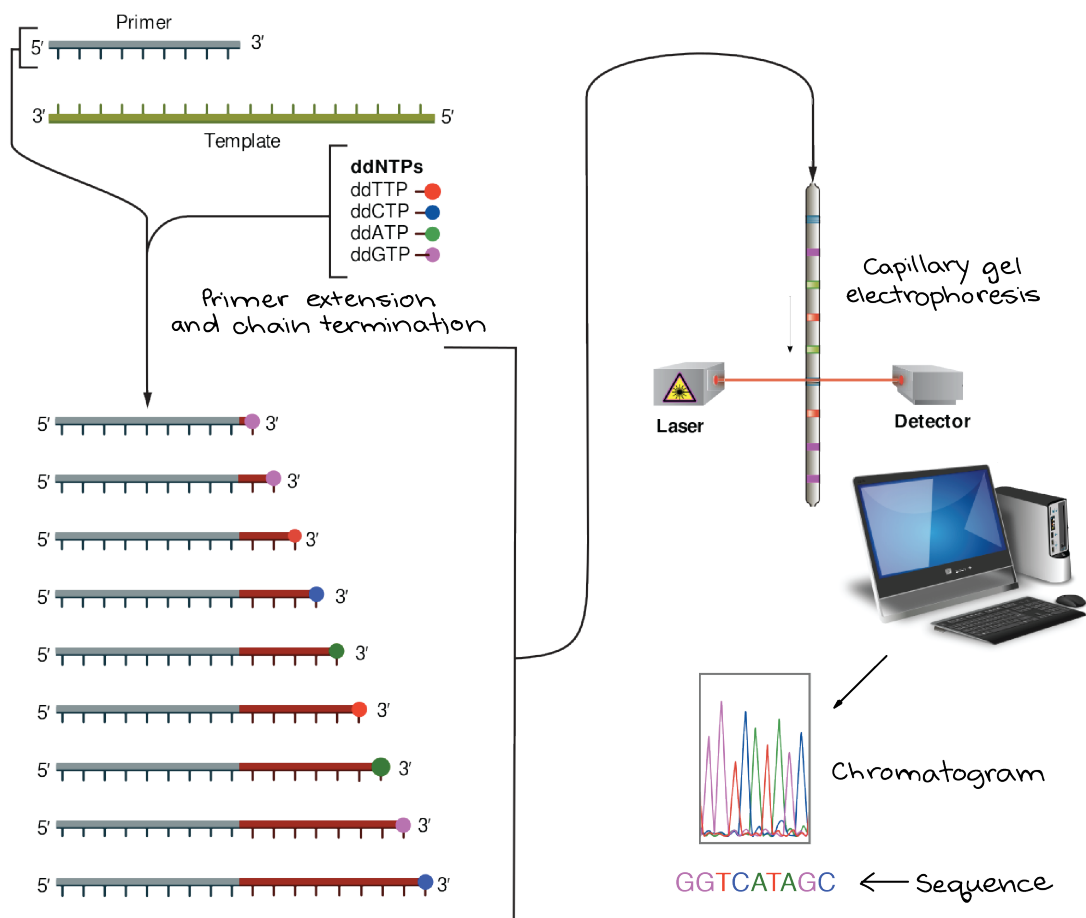 Primer
5′ 3′
3′ 5′
Template
ddNTPs
ddTTP
ddCTP
ddATP
ddGTP
Primer extension
and chain termination
5′ 3′
5′ 3′
5′ 3′
5′ 3′
5′ 3′
5′ 3′
5′ 3′
5′ 3′
5′ 3′
Capillary gel
electrophoresis
Laser
Detector
Chromatogram
GGTCATAGC
Sequence